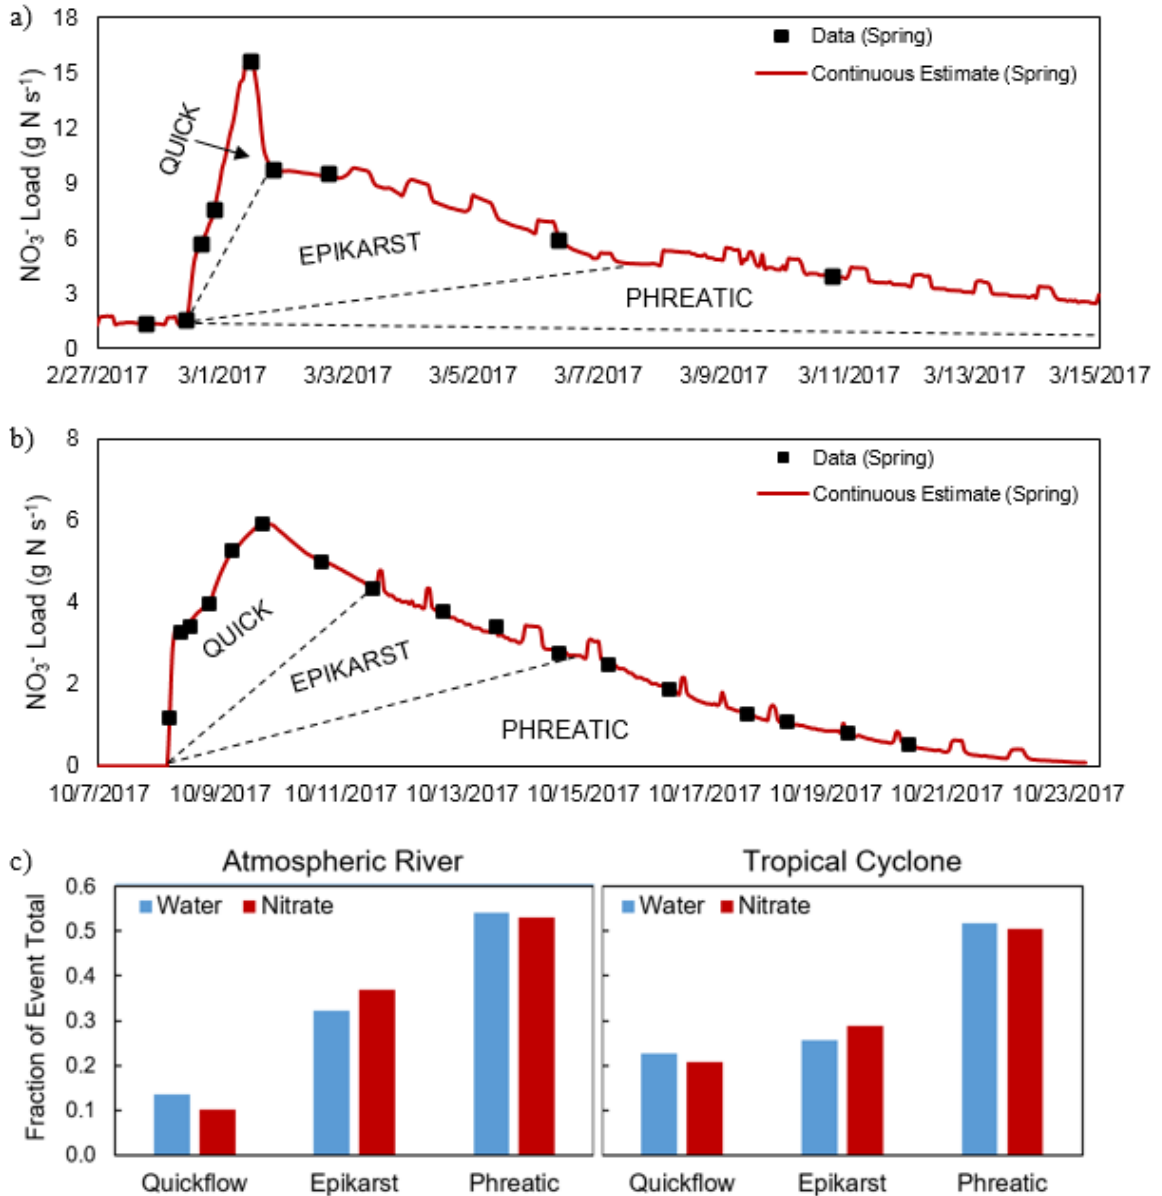 a)
18
15
12
9
6
3
0
NO₃⁻ Load (g N s⁻¹)
Data (Spring)
Continuous Estimate (Spring)
QUICK
EPIKARST
PHREATIC
2/27/2017 3/1/2017 3/3/2017 3/5/2017 3/7/2017 3/9/2017 3/11/2017 3/13/2017 3/15/2017
b)
8
6
4
2
0
NO₃⁻ Load (g N s⁻¹)
Data (Spring)
Continuous Estimate (Spring)
QUICK
EPIKARST
PHREATIC
10/7/2017 10/9/2017 10/11/2017 10/13/2017 10/15/2017 10/17/2017 10/19/2017 10/21/2017 10/23/2017
c)
Atmospheric River Tropical Cyclone
0.6
0.5
0.4
0.3
0.2
0.1
0.0
Fraction of Event Total
Water Nitrate Water Nitrate
Quickflow Epikarst Phreatic Quickflow Epikarst Phreatic